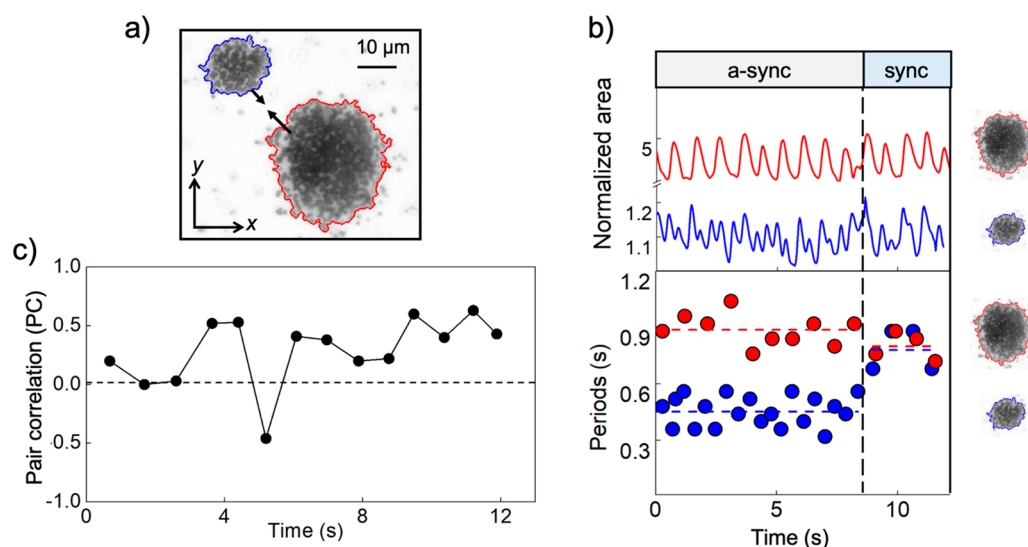 a)
10 µm
y
x
b)
a-sync
sync
Normalized area
5
1.2
1.1
Periods (s)
1.2
0.9
0.6
0.3
0
5
10
Time (s)
c)
Pair correlation (PC)
1.0
0.5
0.0
-0.5
-1.0
0
4
8
12
Time (s)